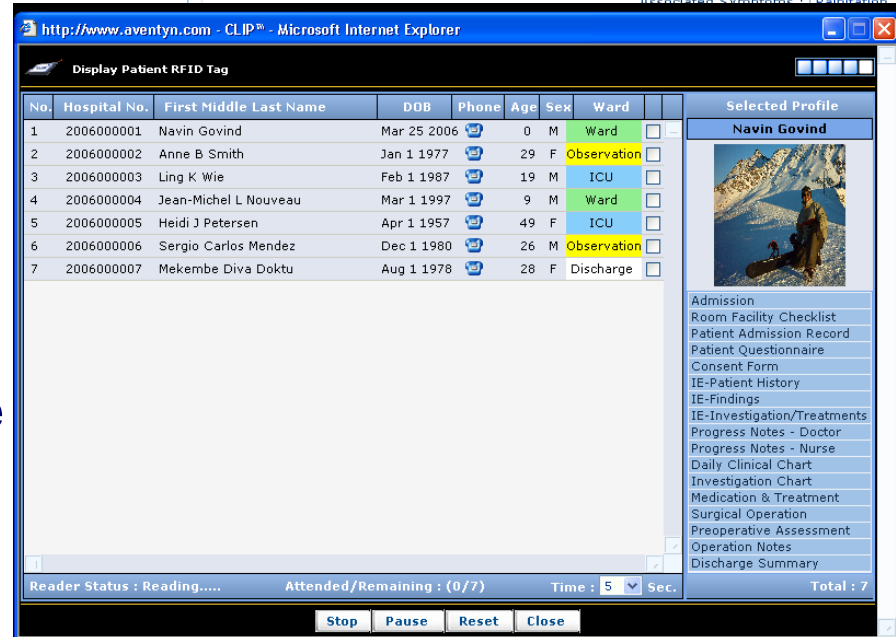 Associated Symptoms : Palpitation
http://www.aventyn.com - CLIP™ - Microsoft Internet Explorer
Display Patient RFID Tag
No. Hospital No. First Middle Last Name DOB Phone Age Sex Ward
1 2006000001 Navin Govind Mar 25 2006 0 M Ward
2 2006000002 Anne B Smith Jan 1 1977 29 F Observation
3 2006000003 Ling K Wie Feb 1 1987 19 M ICU
4 2006000004 Jean-Michel L Nouveau Mar 1 1997 9 M Ward
5 2006000005 Heidi J Petersen Apr 1 1957 49 F ICU
6 2006000006 Sergio Carlos Mendez Dec 1 1980 26 M Observation
7 2006000007 Mekembe Diva Doktu Aug 1 1978 28 F Discharge
Selected Profile
Navin Govind
Admission
Room Facility Checklist
Patient Admission Record
Patient Questionnaire
Consent Form
IE-Patient History
IE-Findings
IE-Investigation/Treatments
Progress Notes - Doctor
Progress Notes - Nurse
Daily Clinical Chart
Investigation Chart
Medication & Treatment
Surgical Operation
Preoperative Assessment
Operation Notes
Discharge Summary
e
Reader Status : Reading..... Attended/Remaining : (0/7) Time : 5 Sec. Total : 7
Stop Pause Reset Close